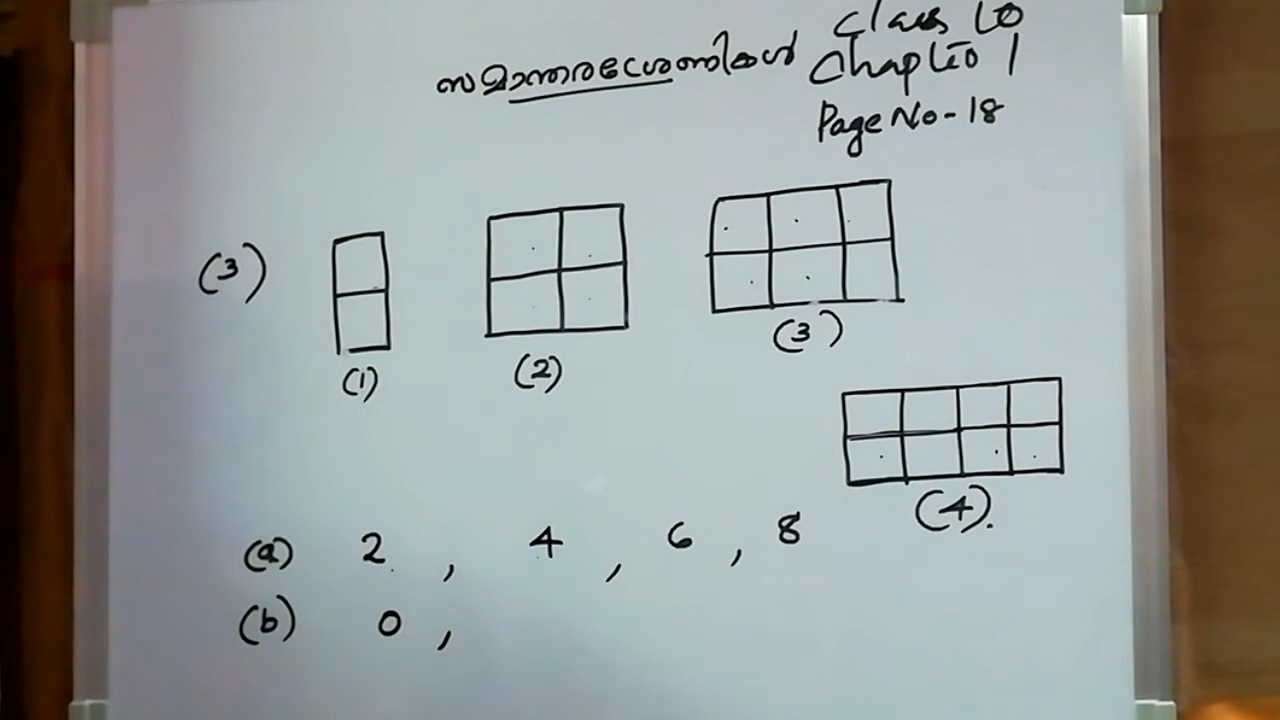 സമാന്തരശ്രേണികൾ
Class 10
Chapter 1
Page No-18
(3)
(1)
(2)
(3)
(4).
(a) 2 , 4 , 6 , 8
(b) 0 ,